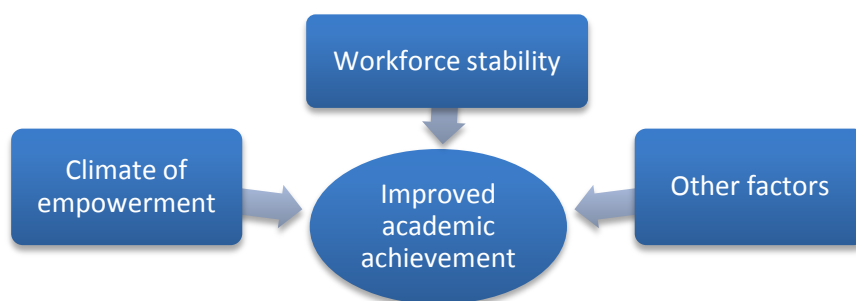 Workforce stability
Climate of
empowerment
Improved
academic
achievement
Other factors